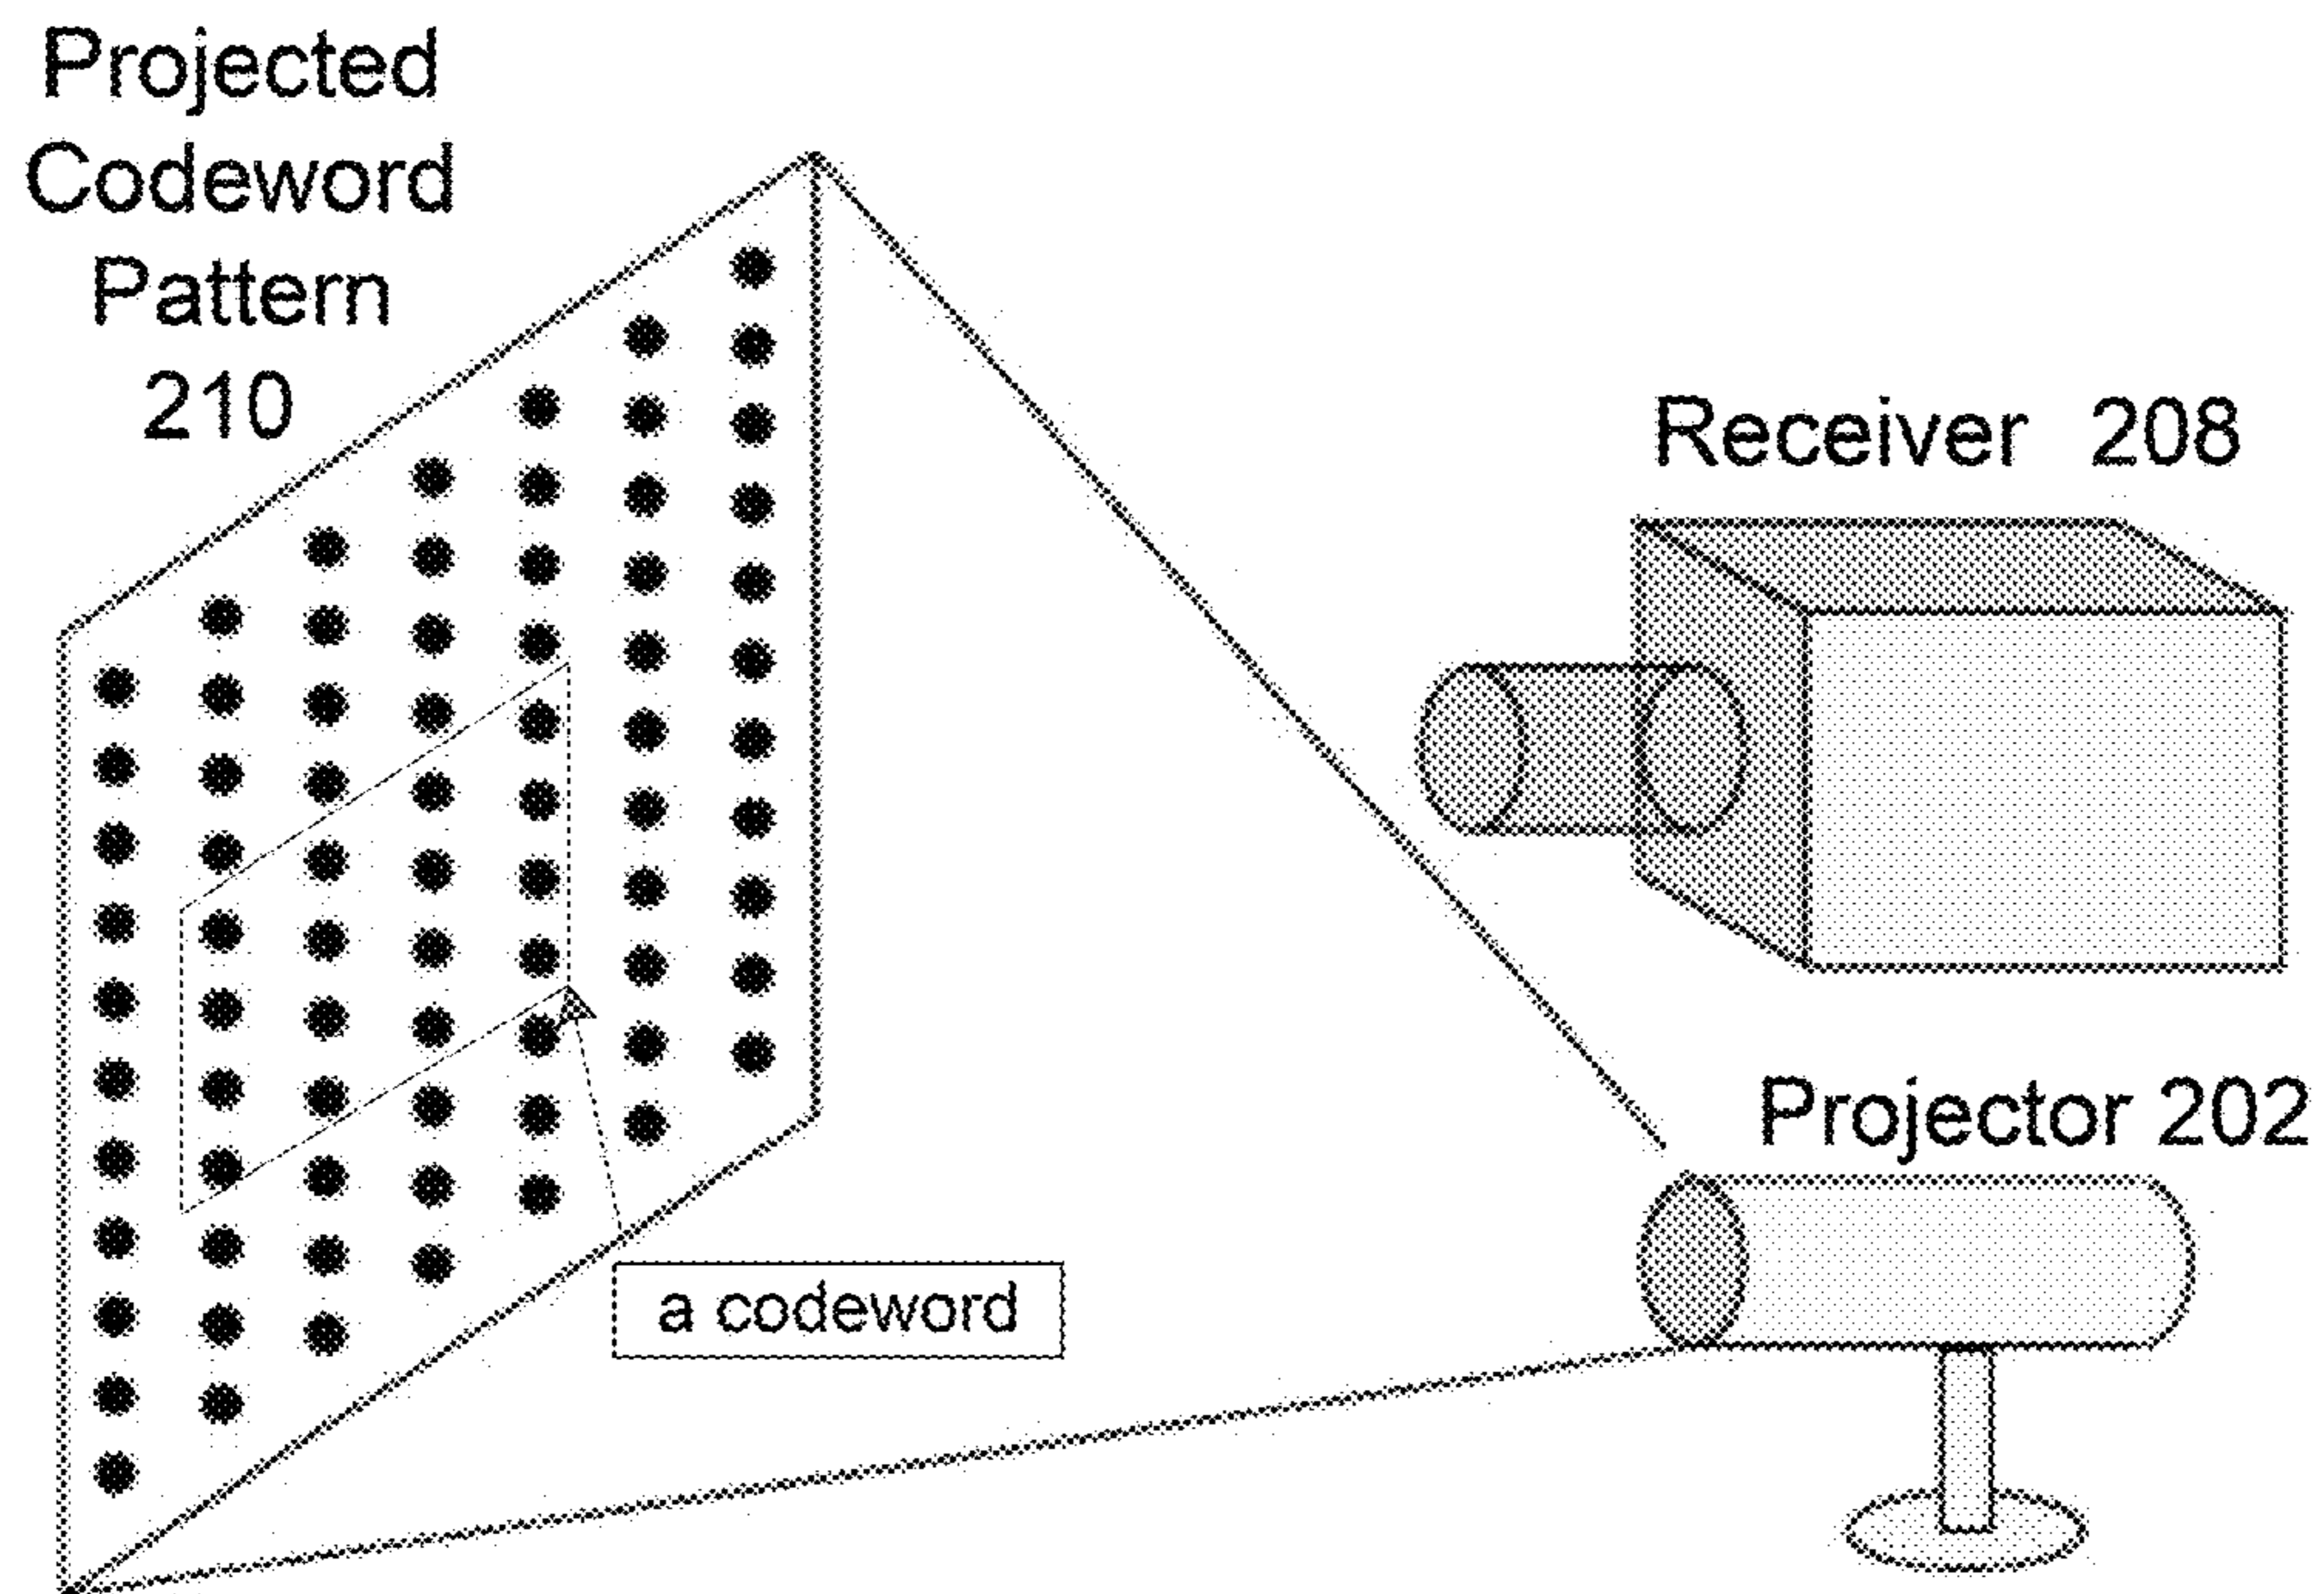 Projected
Codeword
Pattern
210
Receiver 208
Projector 202
a codeword